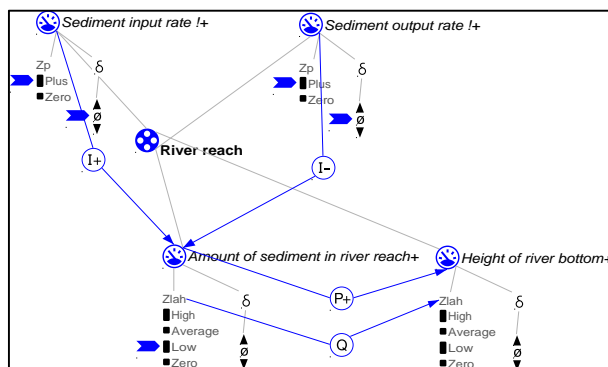 Sediment input rate !+
Sediment output rate !+
Zp
δ
Plus
Zero
ø
Zp
δ
Plus
Zero
ø
River reach
I+
I-
Amount of sediment in river reach+
Height of river bottom+
Zlah
δ
High
Average
Low
Zero
ø
P+
Q
Zlah
δ
High
Average
Low
Zero
ø